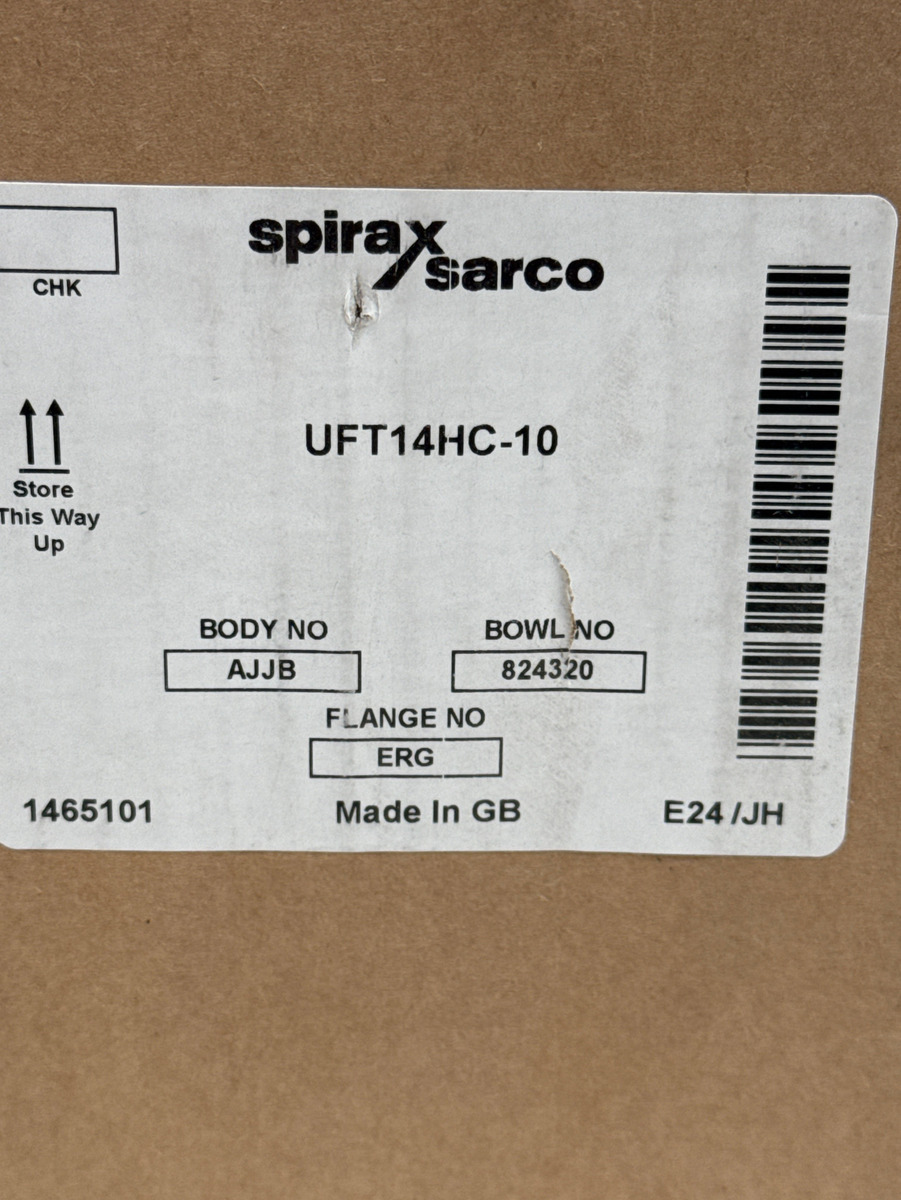 spirax
sarco
CHK
UFT14HC-10
Store
This Way
Up
BODY NO
BOWL NO
AJJB
824320
FLANGE NO
ERG
1465101
Made In GB
E24 /JH